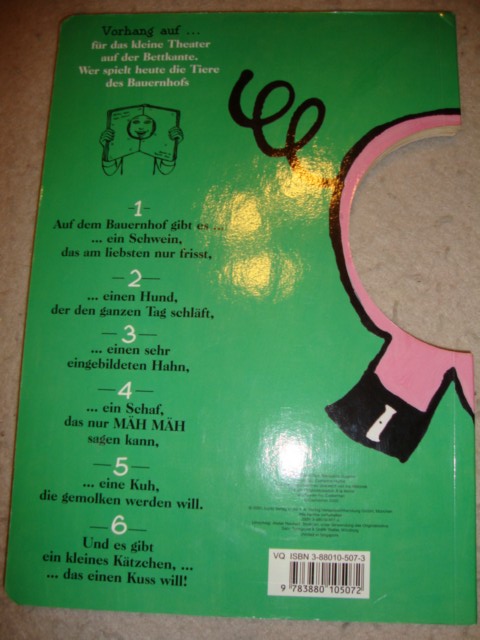 Vorhang auf ...
für das kleine Theater
auf der Bettkante.
Wer spielt heute die Tiere
des Bauernhofs
1
Auf dem Bauernhof gibt es ...
... ein Schwein,
das am liebsten nur frisst,
2
... einen Hund,
der den ganzen Tag schläft,
3
... einen sehr
eingebildeten Hahn,
4
... ein Schaf,
das nur MÄH MÄH
sagen kann,
5
... eine Kuh,
die gemolken werden will.
6
Und es gibt
ein kleines Kätzchen, ...
... das einen Kuss will!
1
VQ ISBN 3-88010-507-3
9 783880 105072